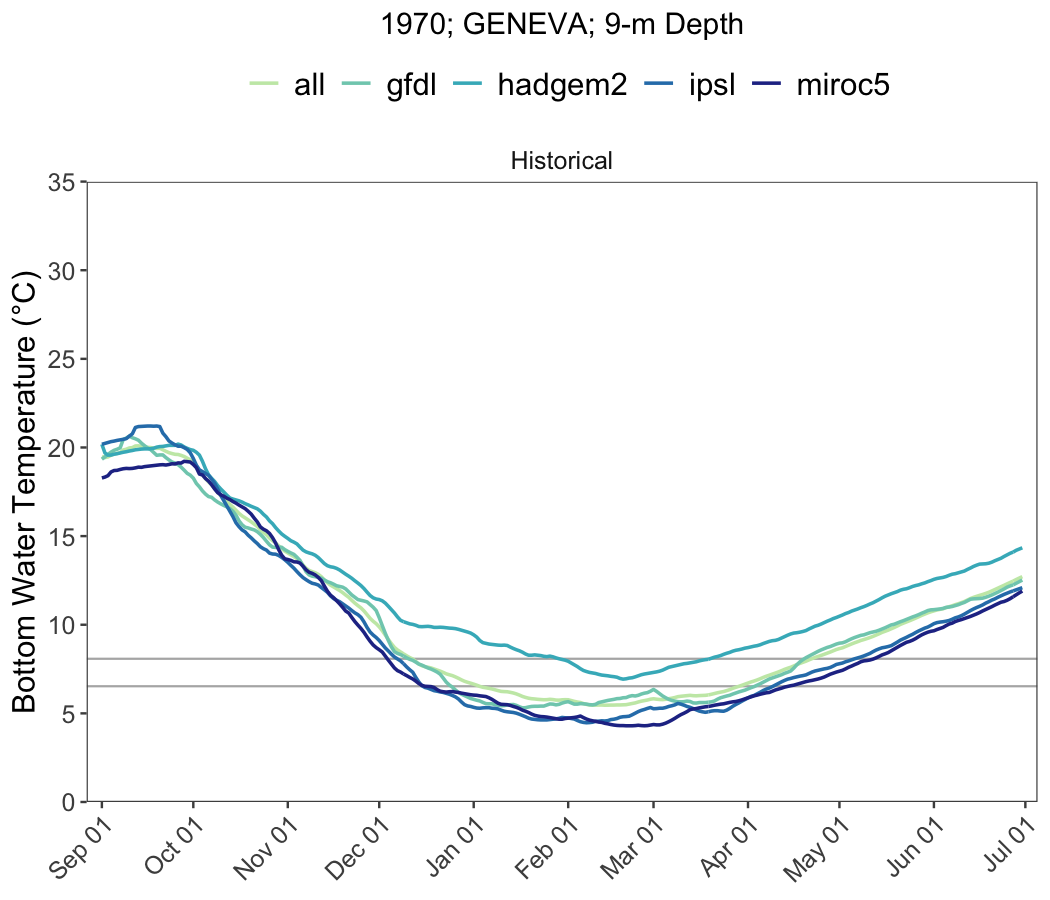 1970; GENEVA; 9-m Depth
all gfdl hadgem2 ipsl miroc5
Historical
Bottom Water Temperature (°C)
35
30
25
20
15
10
5
0
Sep 01 Oct 01 Nov 01 Dec 01 Jan 01 Feb 01 Mar 01 Apr 01 May 01 Jun 01 Jul 01